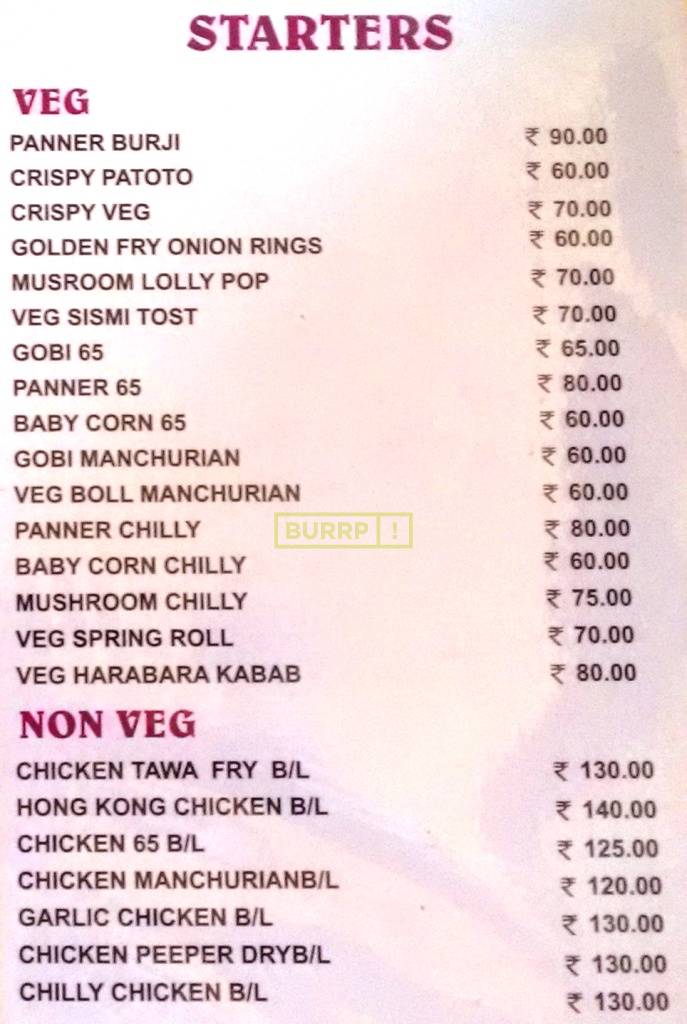 STARTERS
VEG
PANNER BURJI ₹ 90.00
CRISPY PATOTO ₹ 60.00
CRISPY VEG ₹ 70.00
GOLDEN FRY ONION RINGS ₹ 60.00
MUSROOM LOLLY POP ₹ 70.00
VEG SISMI TOST ₹ 70.00
GOBI 65 ₹ 65.00
PANNER 65 ₹ 80.00
BABY CORN 65 ₹ 60.00
GOBI MANCHURIAN ₹ 60.00
VEG BOLL MANCHURIAN ₹ 60.00
PANNER CHILLY ₹ 80.00
BURRP !
BABY CORN CHILLY ₹ 60.00
MUSHROOM CHILLY ₹ 75.00
VEG SPRING ROLL ₹ 70.00
VEG HARABARA KABAB ₹ 80.00
NON VEG
CHICKEN TAWA FRY B/L ₹ 130.00
HONG KONG CHICKEN B/L ₹ 140.00
CHICKEN 65 B/L ₹ 125.00
CHICKEN MANCHURIANB/L ₹ 120.00
GARLIC CHICKEN B/L ₹ 130.00
CHICKEN PEEPER DRYB/L ₹ 130.00
CHILLY CHICKEN B/L ₹ 130.00